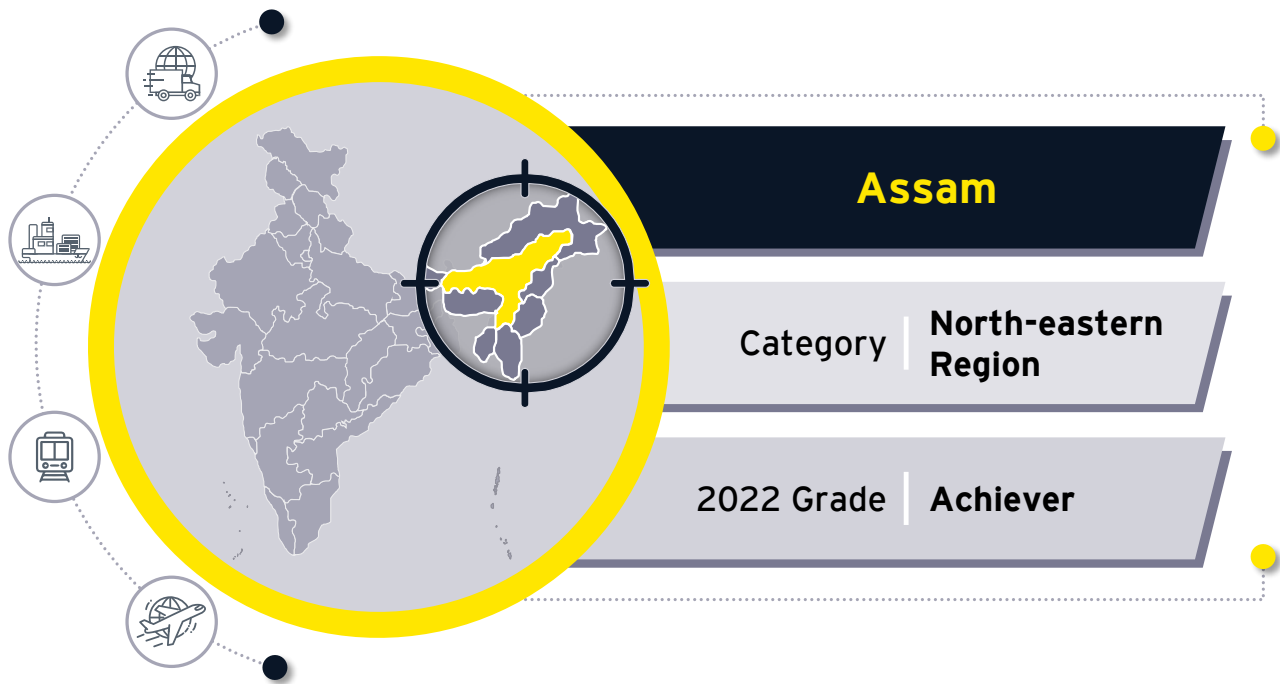 Assam
Category
North-eastern
Region
2022 Grade
Achiever